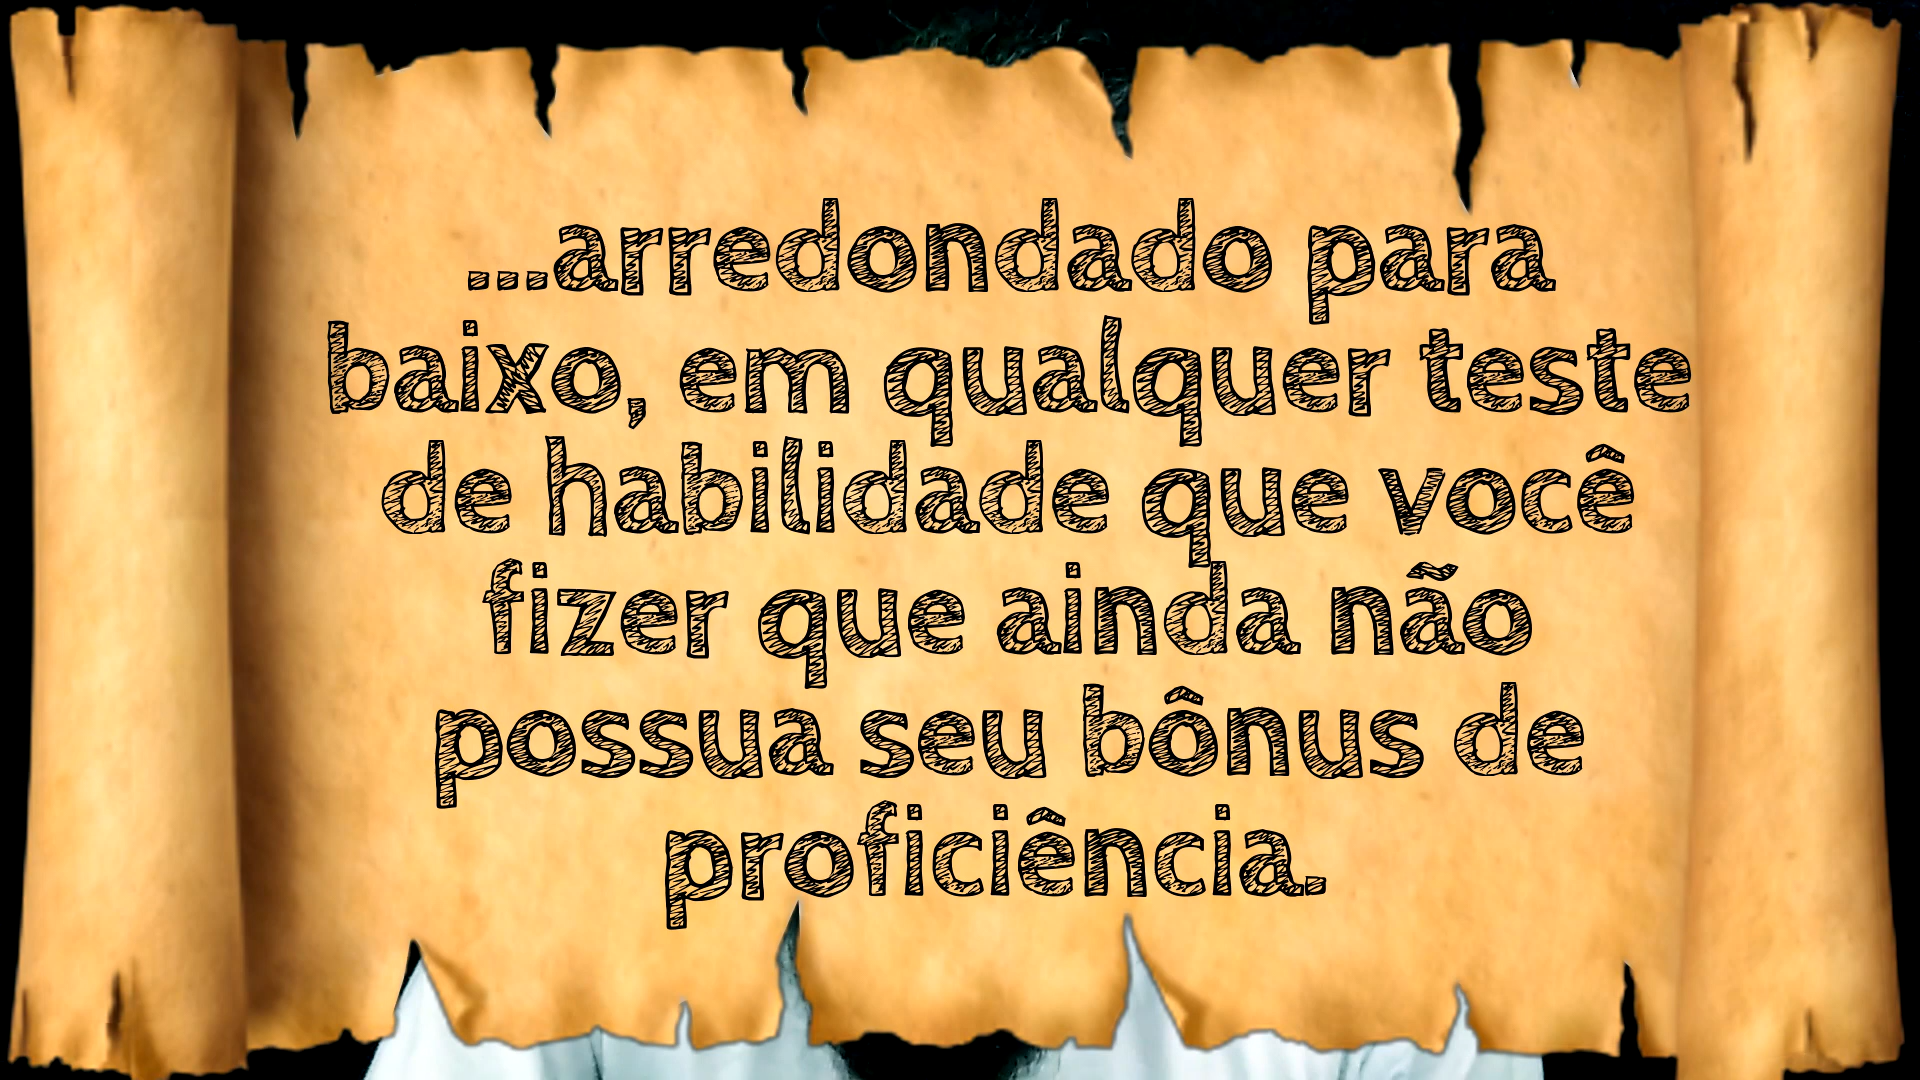 ...arredondado para
baixo, em qualquer teste
de habilidade que você
fizer que ainda não
possua seu bônus de
proficiência.